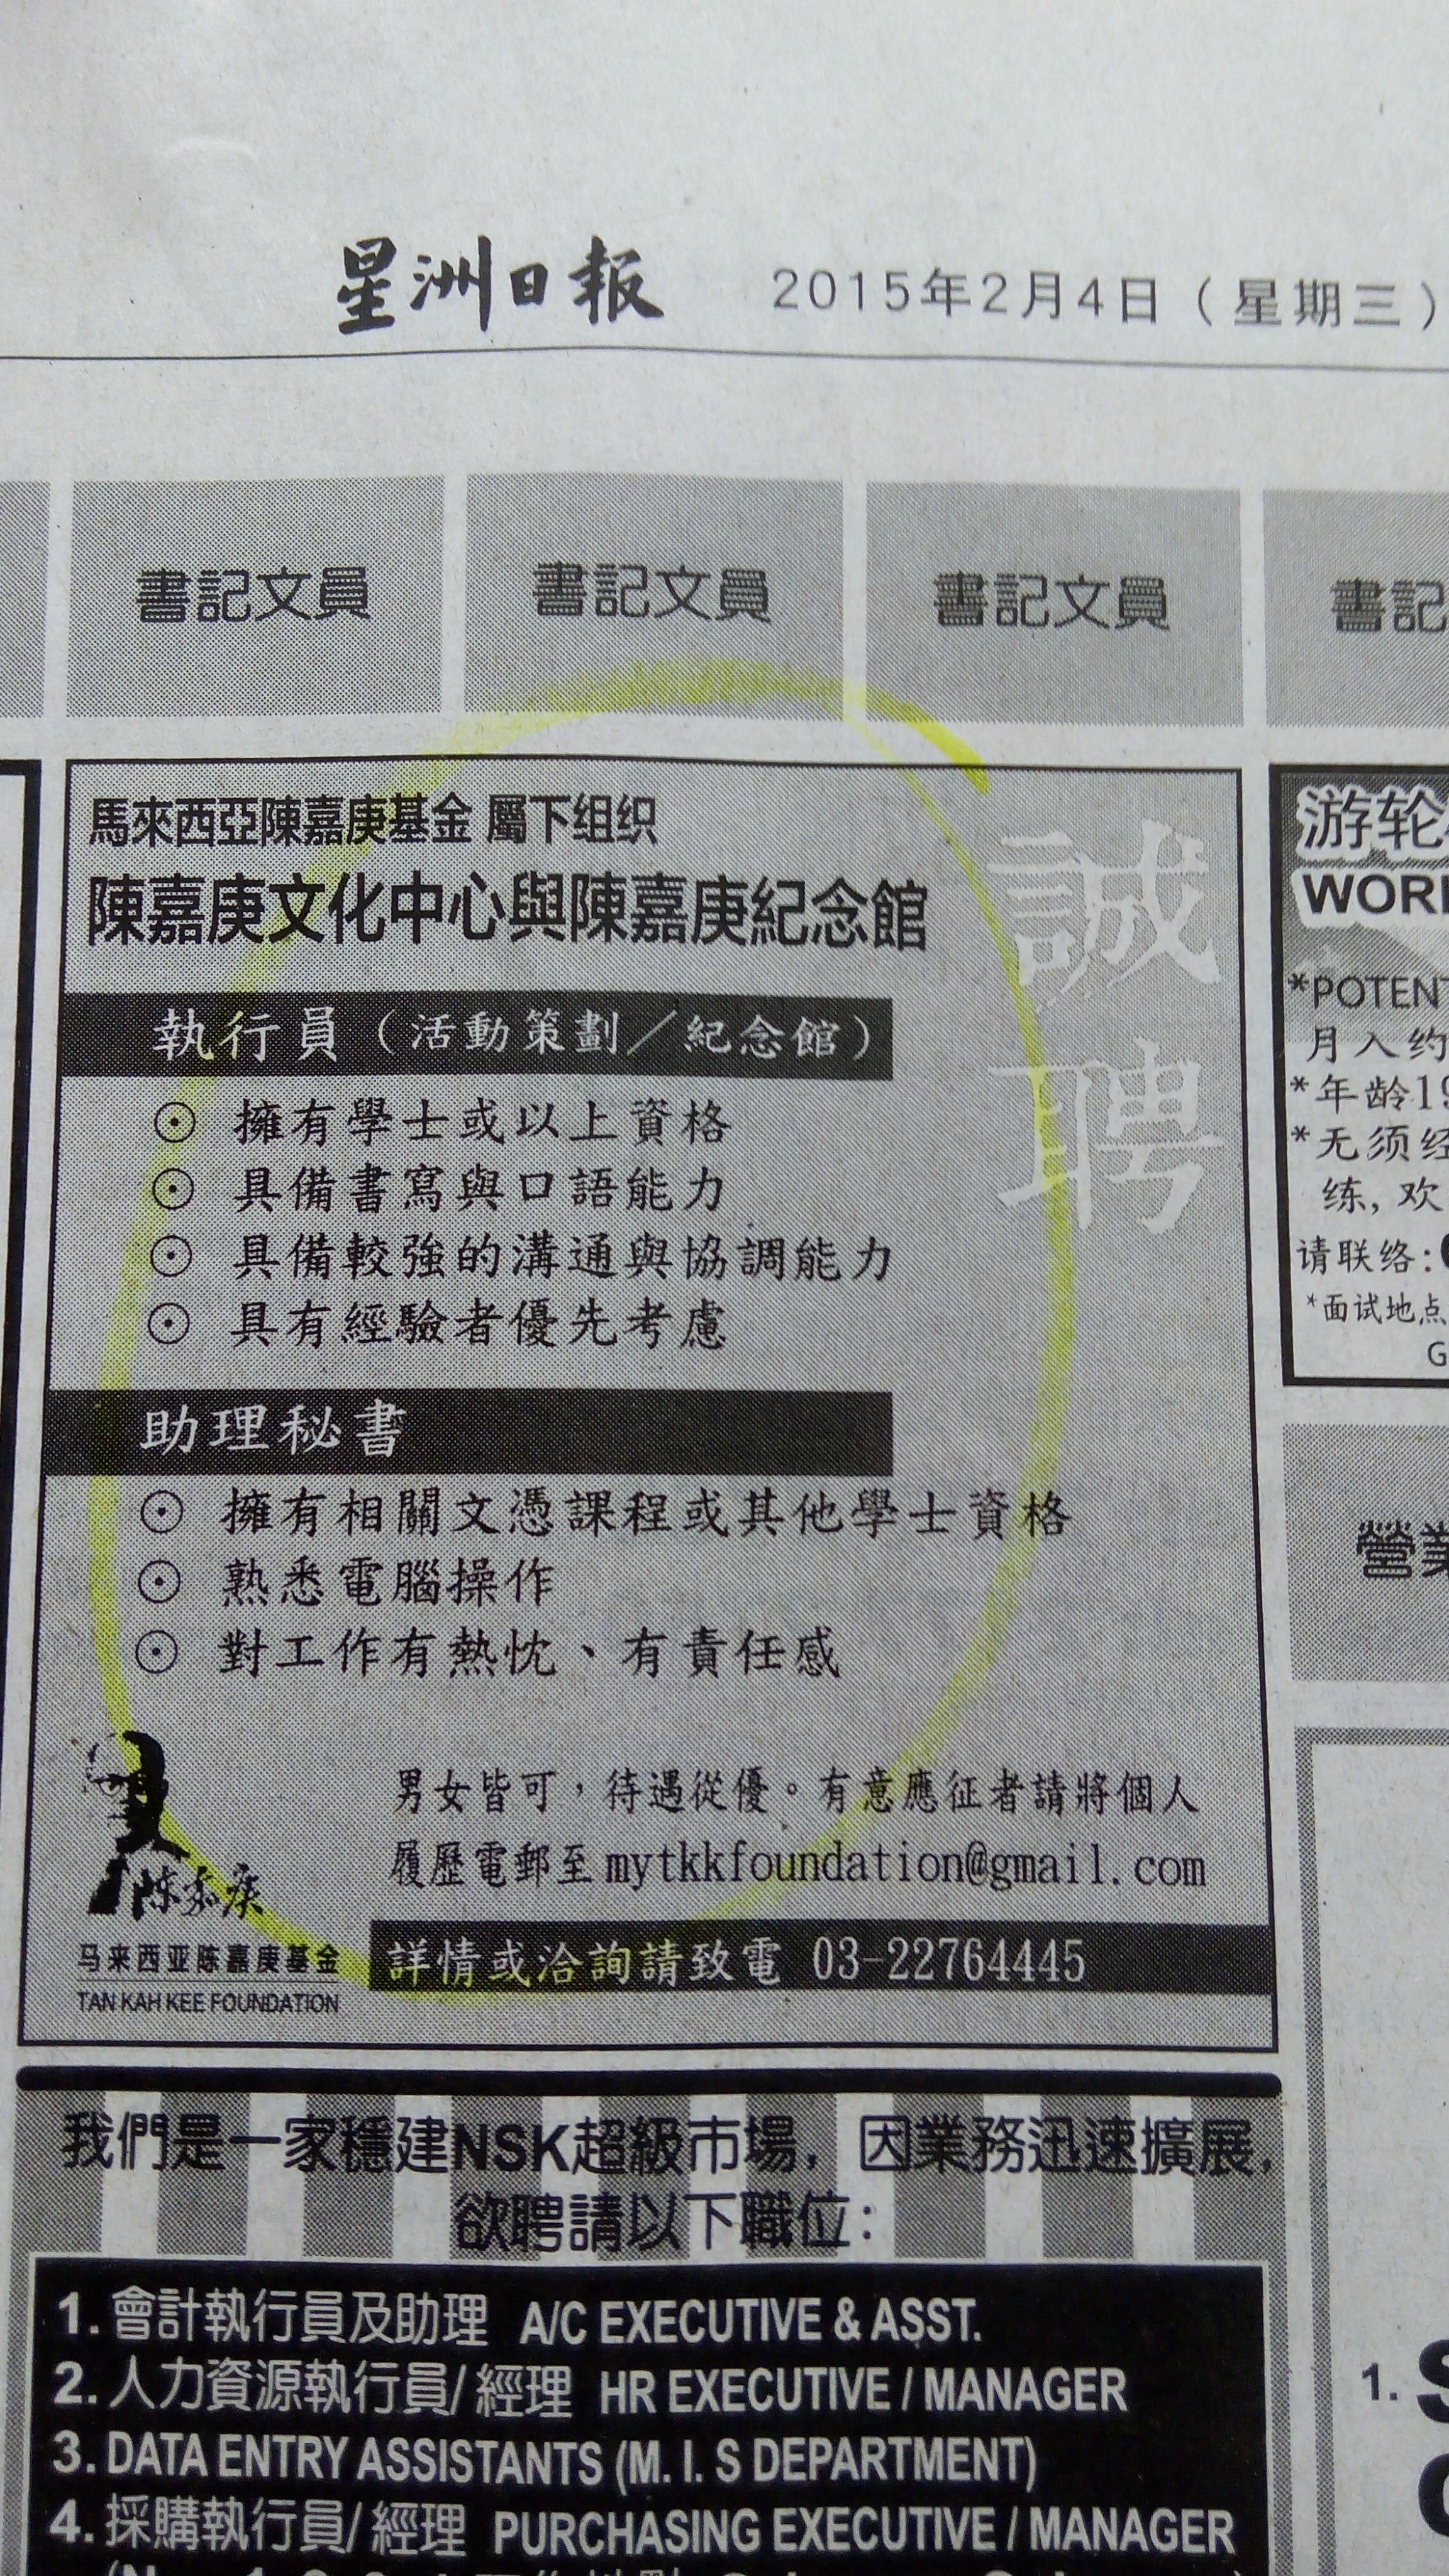 星洲日報 2015年2月4日（星期三）
書記文員 書記文員 書記文員 書記
馬來西亞陳嘉庚基金 屬下组织
陳嘉庚文化中心與陳嘉庚紀念館
誠聘
執行員（活動策劃／紀念館）
⊙ 擁有學士或以上資格
⊙ 具備書寫與口語能力
⊙ 具備較強的溝通與協調能力
⊙ 具有經驗者優先考慮
助理秘書
⊙ 擁有相關文憑課程或其他學士資格
⊙ 熟悉電腦操作
⊙ 對工作有熱忱、有責任感
男女皆可，待遇從優。有意應征者請將個人
履歷電郵至mytkkfoundation@gmail.com
陈嘉庚
马来西亚陈嘉庚基金
TAN KAH KEE FOUNDATION
詳情或洽詢請致電 03-22764445
游轮
WOR
*POTENT
月入约
*年龄19
*无须经
练, 欢
请联络:
*面试地点
G
營業
1. S
我們是一家穩建NSK超級市場，因業務迅速擴展，
欲聘請以下職位：
1. 會計執行員及助理 A/C EXECUTIVE & ASST.
2. 人力資源執行員/ 經理 HR EXECUTIVE / MANAGER
3. DATA ENTRY ASSISTANTS (M. I. S DEPARTMENT)
4. 採購執行員/ 經理 PURCHASING EXECUTIVE / MANAGER